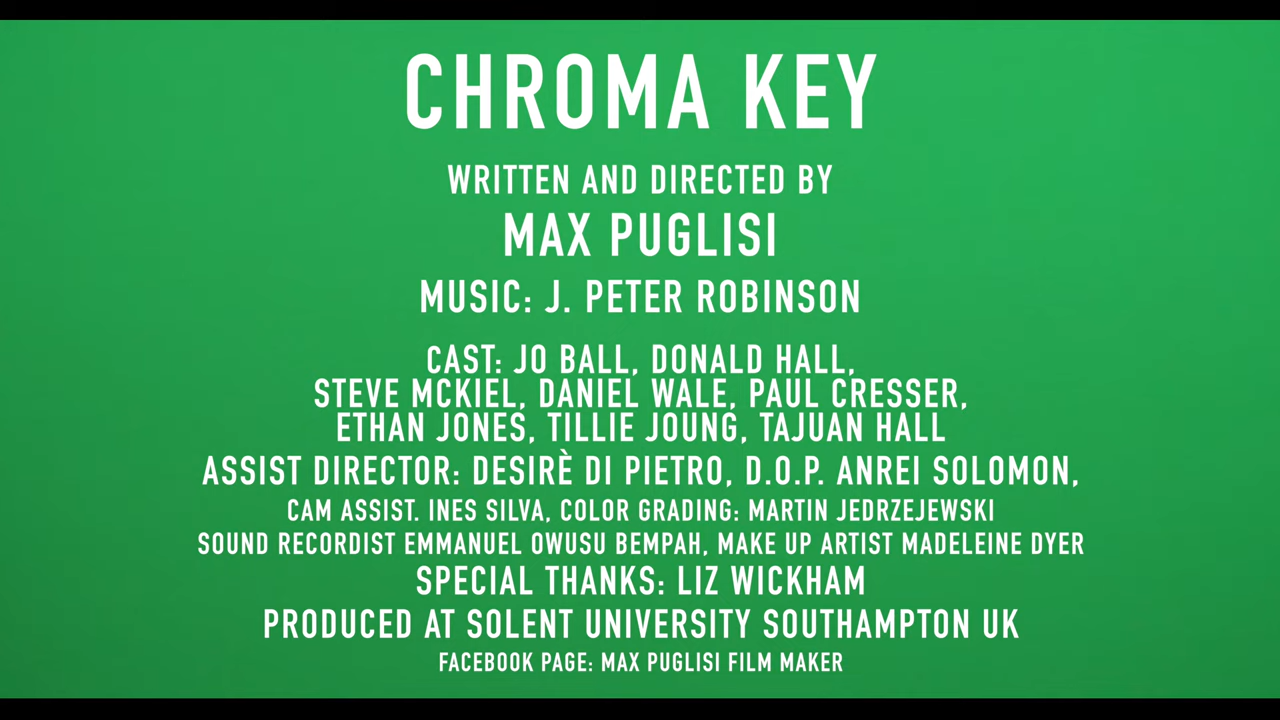 CHROMA KEY
WRITTEN AND DIRECTED BY
MAX PUGLISI
MUSIC: J. PETER ROBINSON
CAST: JO BALL, DONALD HALL,
STEVE MCKIEL, DANIEL WALE, PAUL CRESSER,
ETHAN JONES, TILLIE JOUNG, TAJUAN HALL
ASSIST DIRECTOR: DESIRÈ DI PIETRO, D.O.P. ANREI SOLOMON,
CAM ASSIST. INES SILVA, COLOR GRADING: MARTIN JEDRZEJEWSKI
SOUND RECORDIST EMMANUEL OWUSU BEMPAH, MAKE UP ARTIST MADELEINE DYER
SPECIAL THANKS: LIZ WICKHAM
PRODUCED AT SOLENT UNIVERSITY SOUTHAMPTON UK
FACEBOOK PAGE: MAX PUGLISI FILM MAKER